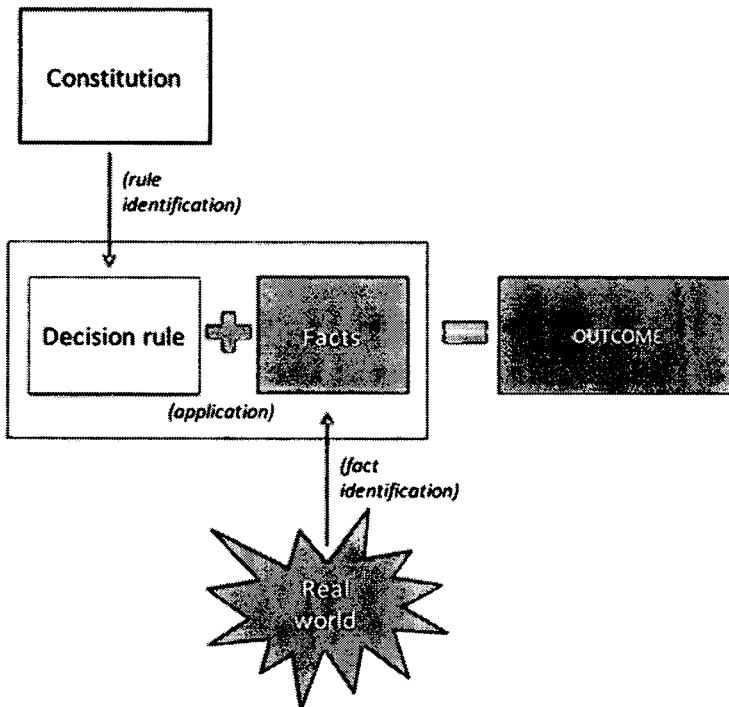 Constitution
(rule
identification)
Decision rule
Facts
OUTCOME
(application)
(fact
identification)
Real
world